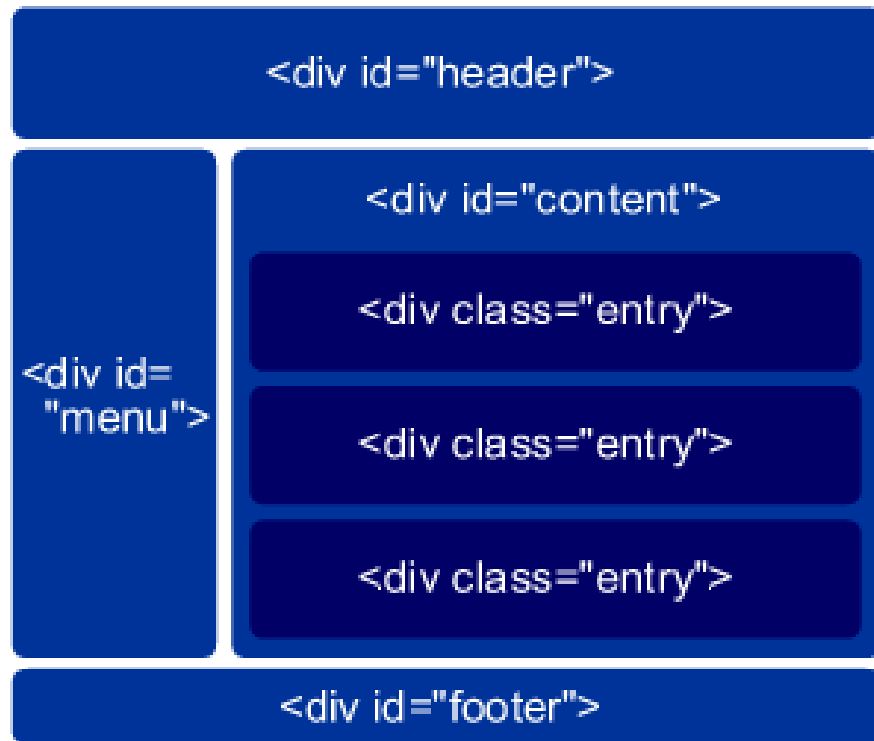 <div id="header">
<div id="content">
<div class="entry">
<div id=
"menu">
<div class="entry">
<div class="entry">
<div id="footer">